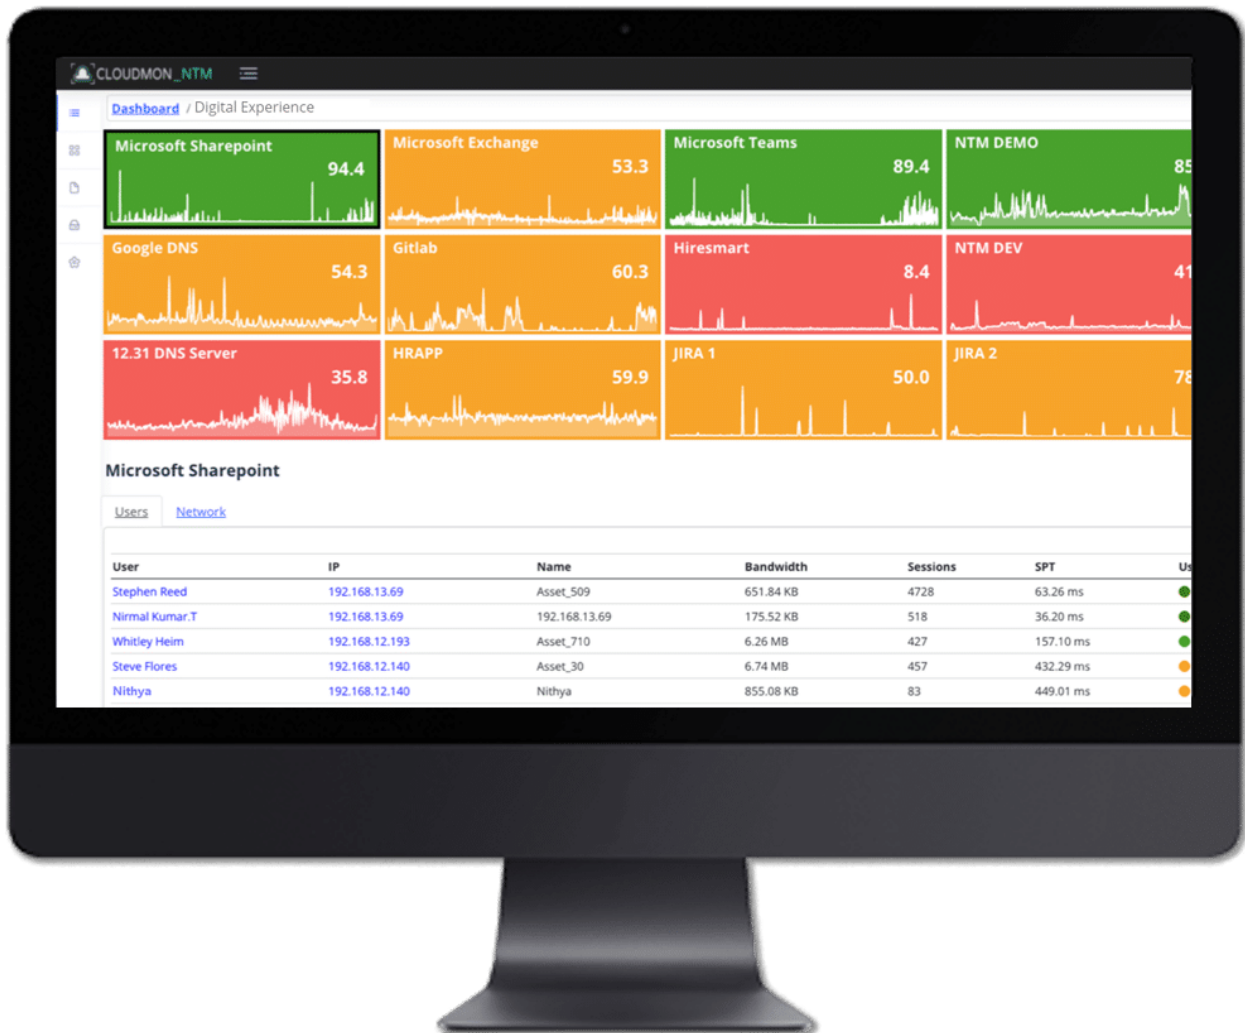 CLOUDMON_NTM
Dashboard / Digital Experience
Microsoft Sharepoint
94.4
Microsoft Exchange
53.3
Microsoft Teams
89.4
NTM DEMO
85
Google DNS
54.3
Gitlab
60.3
Hiresmart
8.4
NTM DEV
41
12.31 DNS Server
35.8
HRAPP
59.9
JIRA 1
50.0
JIRA 2
78
Microsoft Sharepoint
Users Network
User IP Name Bandwidth Sessions SPT Us
Stephen Reed 192.168.13.69 Asset_509 651.84 KB 4728 63.26 ms
Nirmal Kumar.T 192.168.13.69 192.168.13.69 175.52 KB 518 36.20 ms
Whitley Heim 192.168.12.193 Asset_710 6.26 MB 427 157.10 ms
Steve Flores 192.168.12.140 Asset_30 6.74 MB 457 432.29 ms
Nithya 192.168.12.140 Nithya 855.08 KB 83 449.01 ms